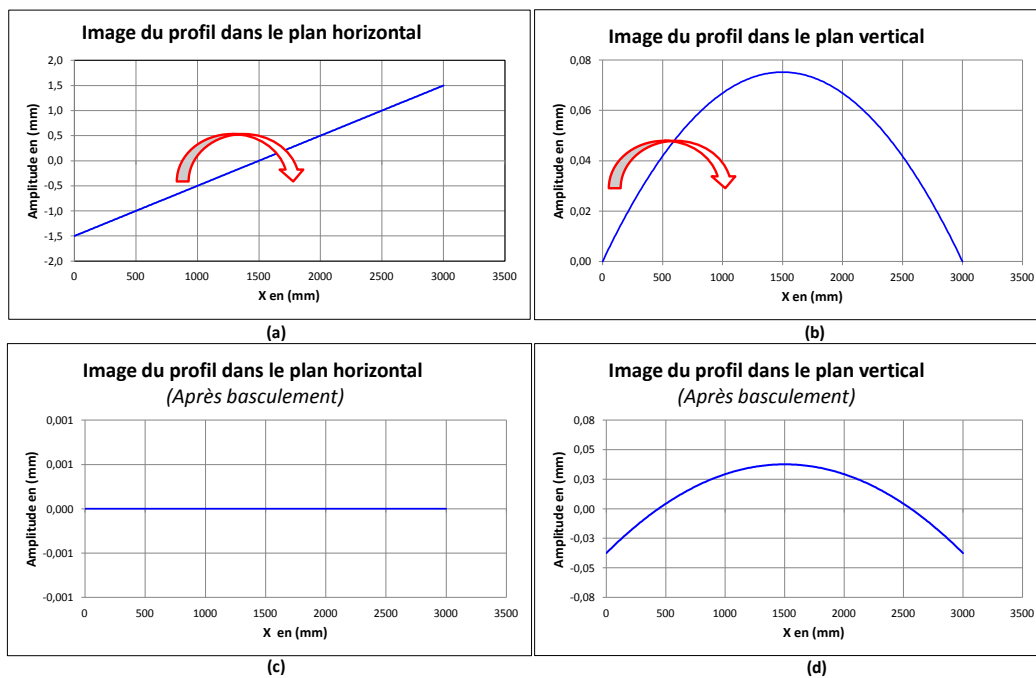 Image du profil dans le plan horizontal
2,0
1,5
1,0
0,5
0,0
-0,5
-1,0
-1,5
-2,0
Amplitude en (mm)
0 500 1000 1500 2000 2500 3000 3500
X en (mm)
(a)
Image du profil dans le plan vertical
0,08
0,06
0,04
0,02
0,00
Amplitude en (mm)
0 500 1000 1500 2000 2500 3000 3500
X en (mm)
(b)
Image du profil dans le plan horizontal
(Après basculement)
0,001
0,001
0,000
-0,001
-0,001
Amplitude en (mm)
0 500 1000 1500 2000 2500 3000 3500
X en (mm)
(c)
Image du profil dans le plan vertical
(Après basculement)
0,08
0,05
0,03
0,00
-0,03
-0,05
-0,08
Amplitude en (mm)
0 500 1000 1500 2000 2500 3000 3500
X en (mm)
(d)